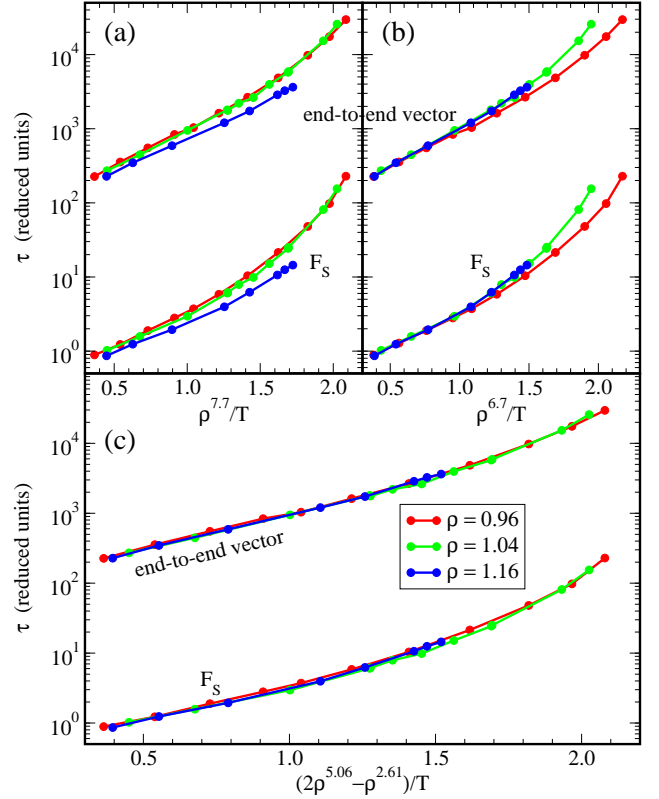 (a)
(b)
10^4
10^3
10^2
10^1
10^0
τ (reduced units)
end-to-end vector
F_S
F_S
0.5 1.0 1.5 2.0
0.5 1.0 1.5 2.0
ρ^7.7/T
ρ^6.7/T
(c)
10^4
10^3
10^2
10^1
10^0
τ (reduced units)
end-to-end vector
F_S
ρ = 0.96
ρ = 1.04
ρ = 1.16
0.5 1.0 1.5 2.0
(2ρ^5.06−ρ^2.61)/T